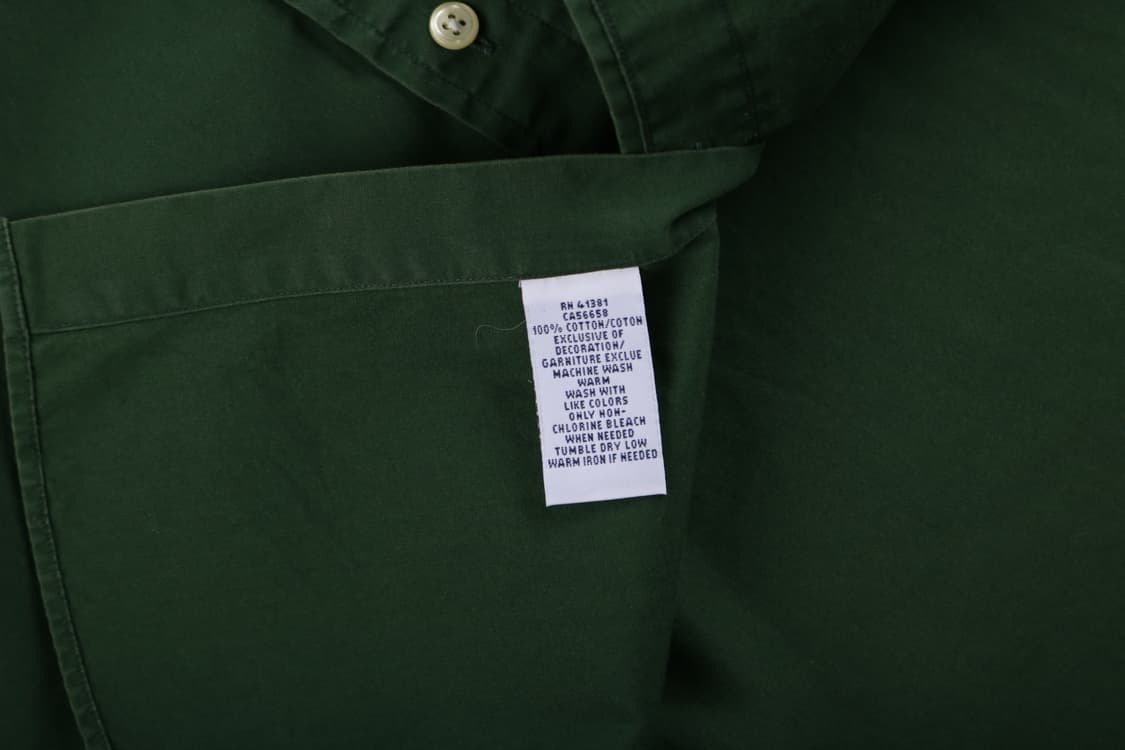 RN 41381
CA56658
100% COTTON/COTON
EXCLUSIVE OF
DECORATION/
GARNITURE EXCLUE
MACHINE WASH
WARM
WASH WITH
LIKE COLORS
ONLY NON-
CHLORINE BLEACH
WHEN NEEDED
TUMBLE DRY LOW
WARM IRON IF NEEDED